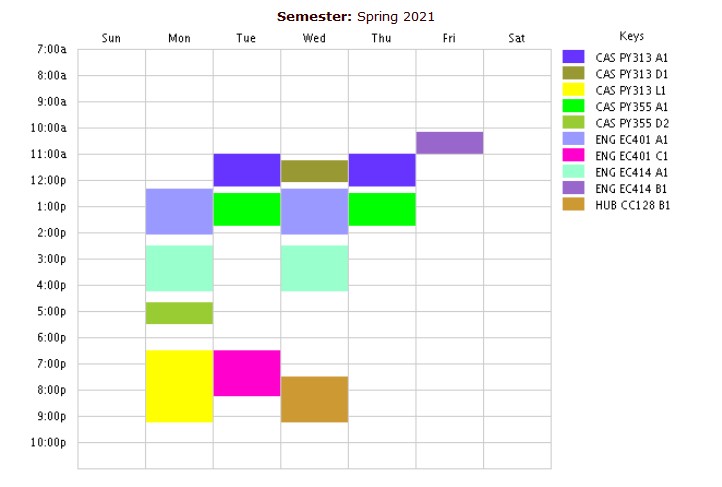 Semester: Spring 2021
Sun Mon Tue Wed Thu Fri Sat
Keys
7:00a
8:00a
9:00a
10:00a
11:00a
12:00p
1:00p
2:00p
3:00p
4:00p
5:00p
6:00p
7:00p
8:00p
9:00p
10:00p
CAS PY313 A1
CAS PY313 D1
CAS PY313 L1
CAS PY355 A1
CAS PY355 D2
ENG EC401 A1
ENG EC401 C1
ENG EC414 A1
ENG EC414 B1
HUB CC128 B1